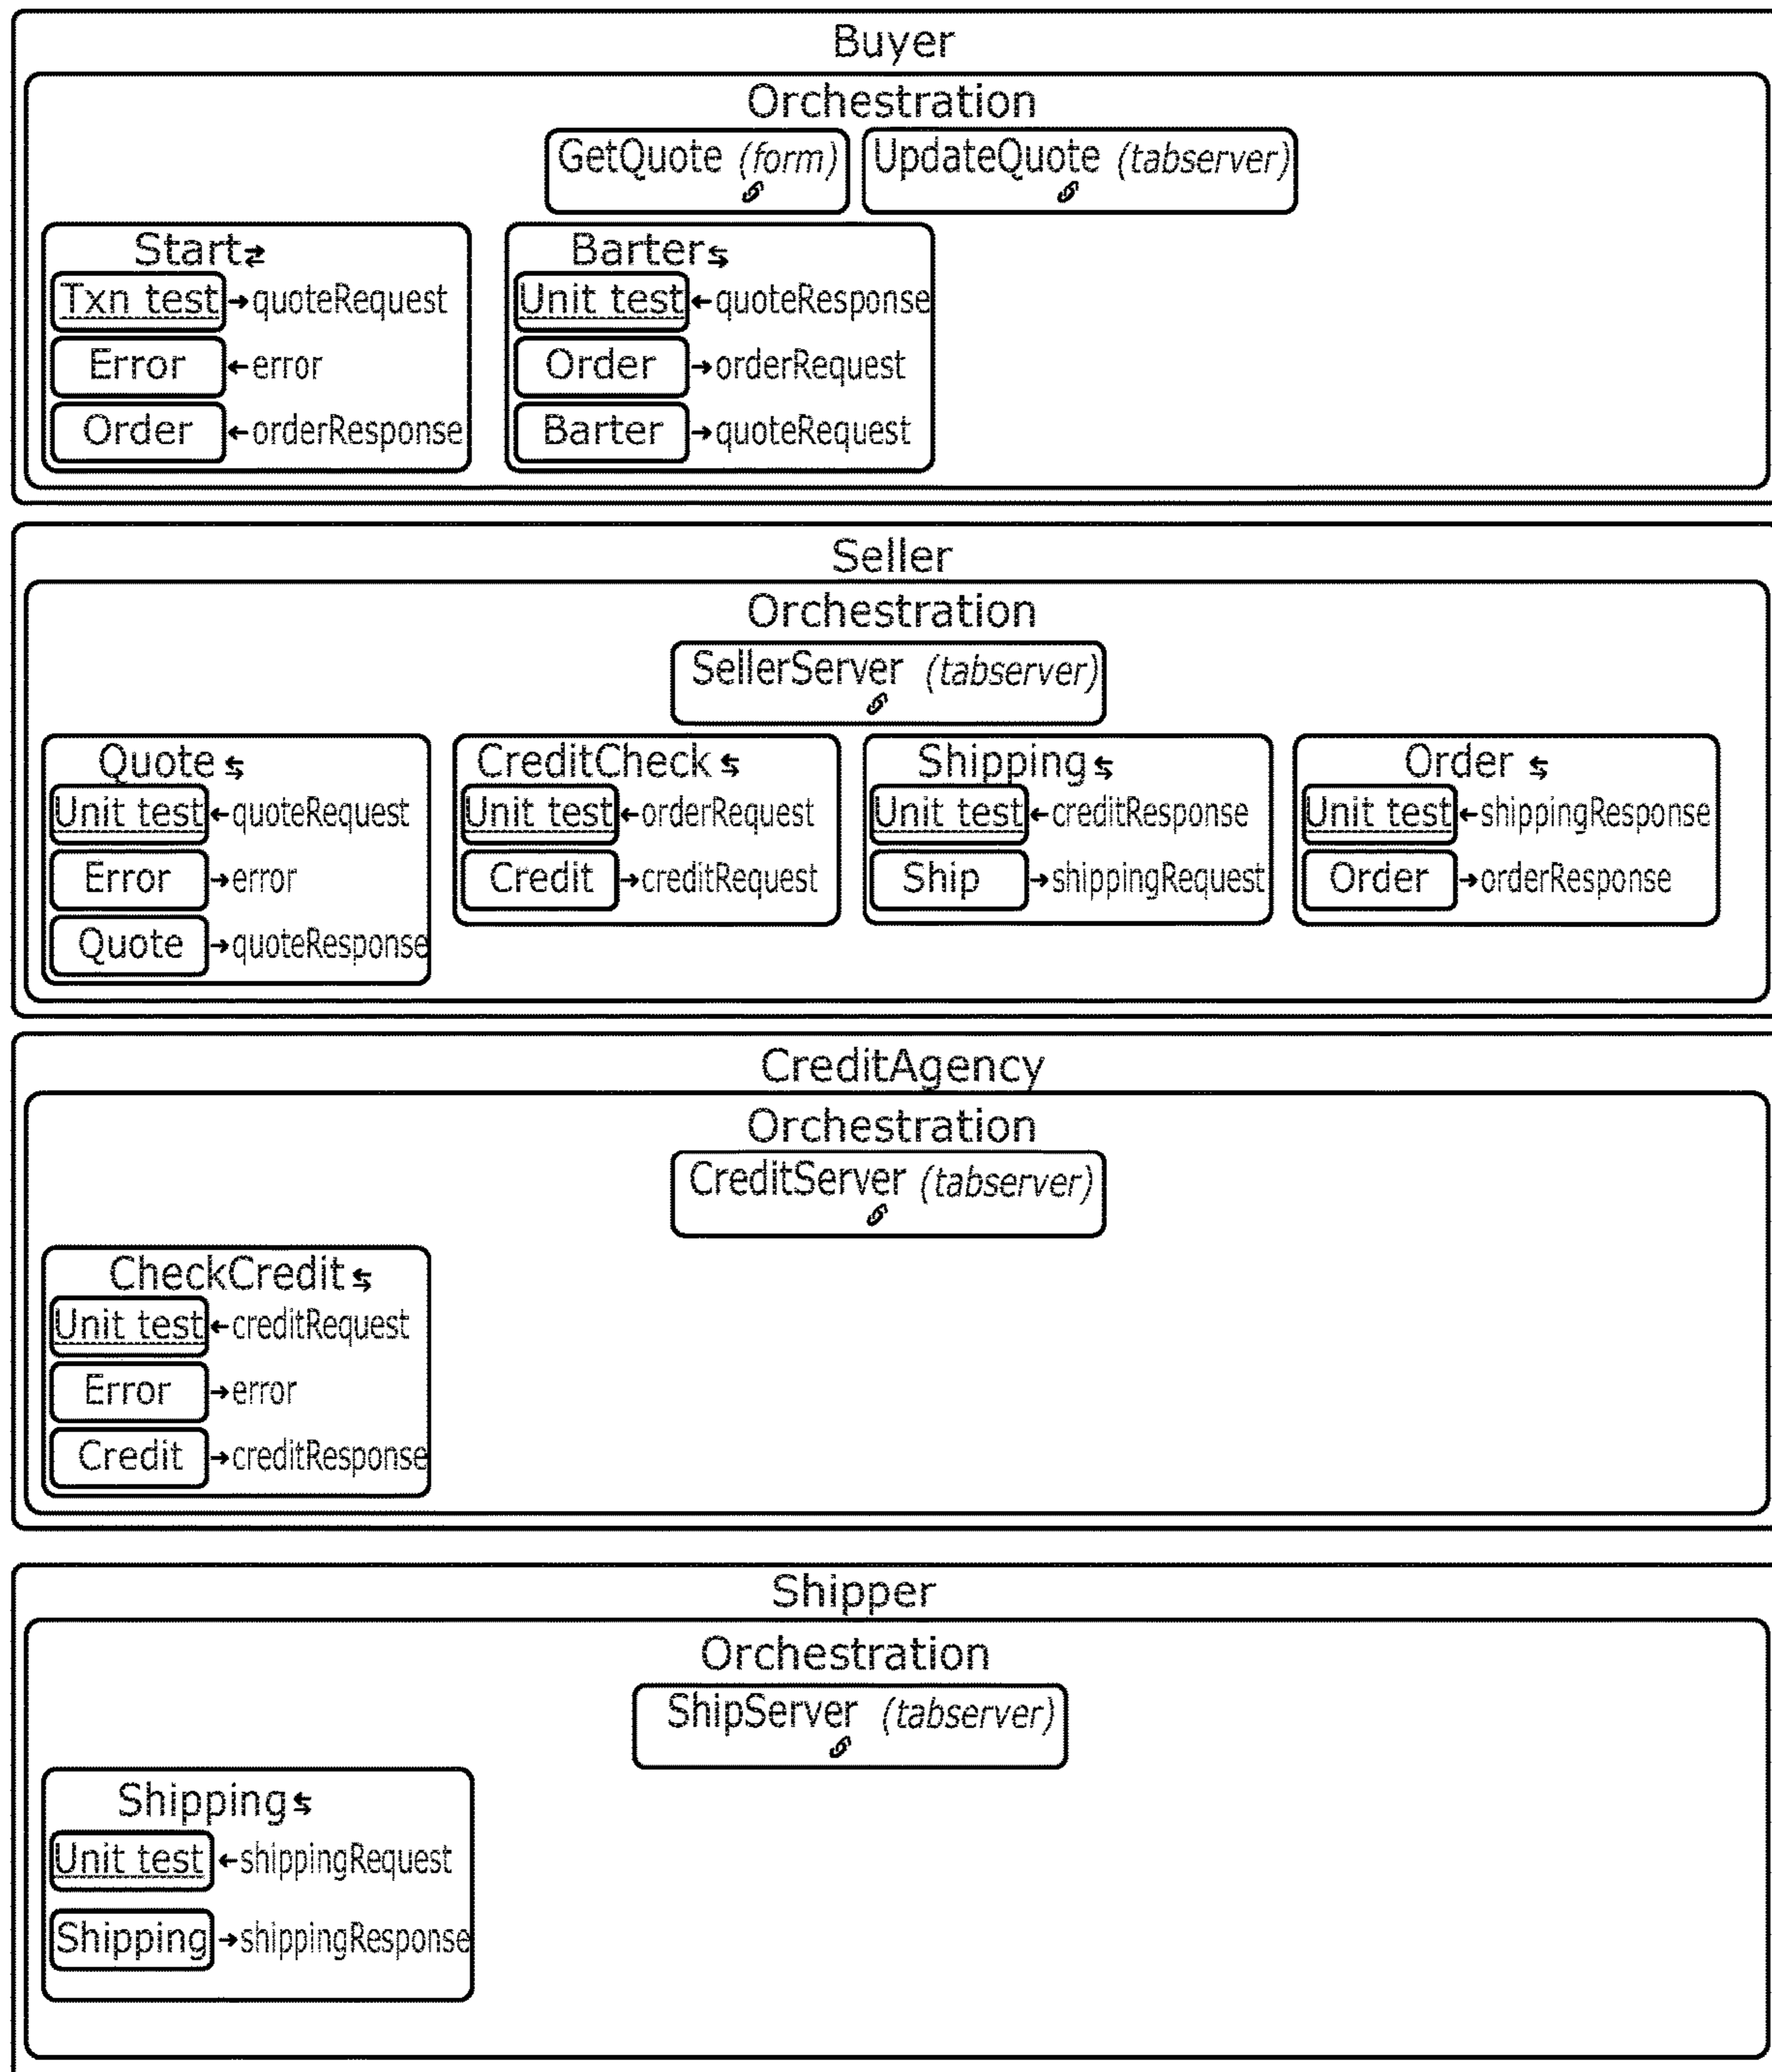 Buyer
Orchestration
GetQuote (form) UpdateQuote (tabserver)
Start⇄ Barter⇆
Txn test →quoteRequest Unit test ←quoteResponse
Error ←error Order →orderRequest
Order ←orderResponse Barter →quoteRequest
Seller
Orchestration
SellerServer (tabserver)
Quote⇆ CreditCheck⇆ Shipping⇆ Order⇆
Unit test ←quoteRequest Unit test ←orderRequest Unit test ←creditResponse Unit test ←shippingResponse
Error →error Credit →creditRequest Ship →shippingRequest Order →orderResponse
Quote →quoteResponse
CreditAgency
Orchestration
CreditServer (tabserver)
CheckCredit⇆
Unit test ←creditRequest
Error →error
Credit →creditResponse
Shipper
Orchestration
ShipServer (tabserver)
Shipping⇆
Unit test ←shippingRequest
Shipping →shippingResponse